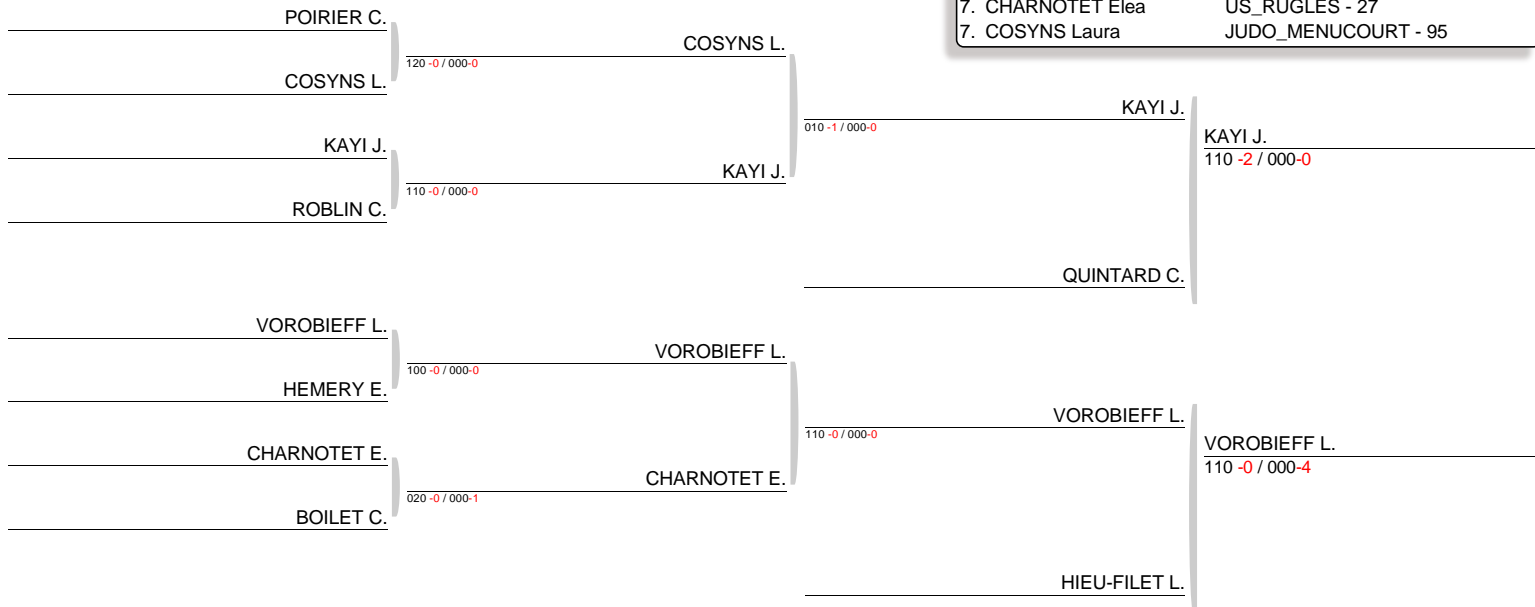 7. CHARNOTET Elea US_RUGLES - 27
7. COSYNS Laura JUDO_MENUCOURT - 95
POIRIER C.
COSYNS L.
120 -0 / 000-0
COSYNS L.
KAYI J.
010 -1 / 000-0
KAYI J.
110 -2 / 000-0
KAYI J.
KAYI J.
110 -0 / 000-0
ROBLIN C.
QUINTARD C.
VOROBIEFF L.
VOROBIEFF L.
100 -0 / 000-0
HEMERY E.
VOROBIEFF L.
110 -0 / 000-0
VOROBIEFF L.
110 -0 / 000-4
CHARNOTET E.
CHARNOTET E.
020 -0 / 000-1
BOILET C.
HIEU-FILET L.